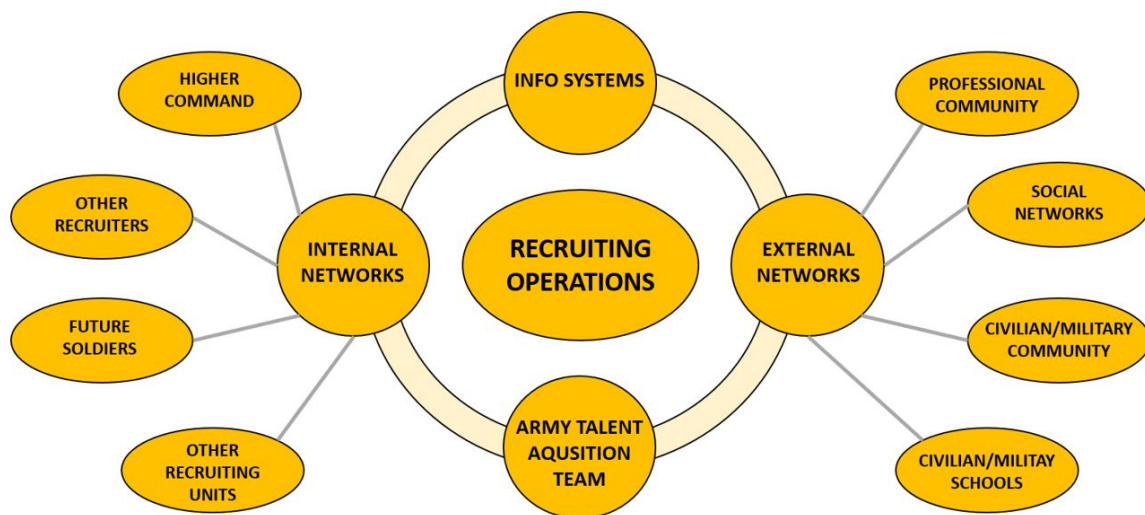 INFO SYSTEMS
HIGHER
COMMAND
PROFESSIONAL
COMMUNITY
OTHER
RECRUITERS
SOCIAL
NETWORKS
INTERNAL
NETWORKS
RECRUITING
OPERATIONS
EXTERNAL
NETWORKS
FUTURE
SOLDIERS
CIVILIAN/MILITARY
COMMUNITY
ARMY TALENT
AQUSITION
TEAM
OTHER
RECRUITING
UNITS
CIVILIAN/MILITAY
SCHOOLS